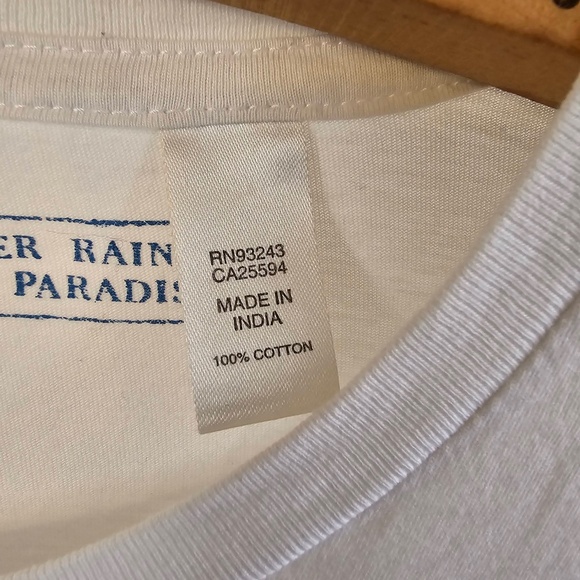 ER RAIN
PARADIS
RN93243
CA25594
MADE IN
INDIA
100% COTTON